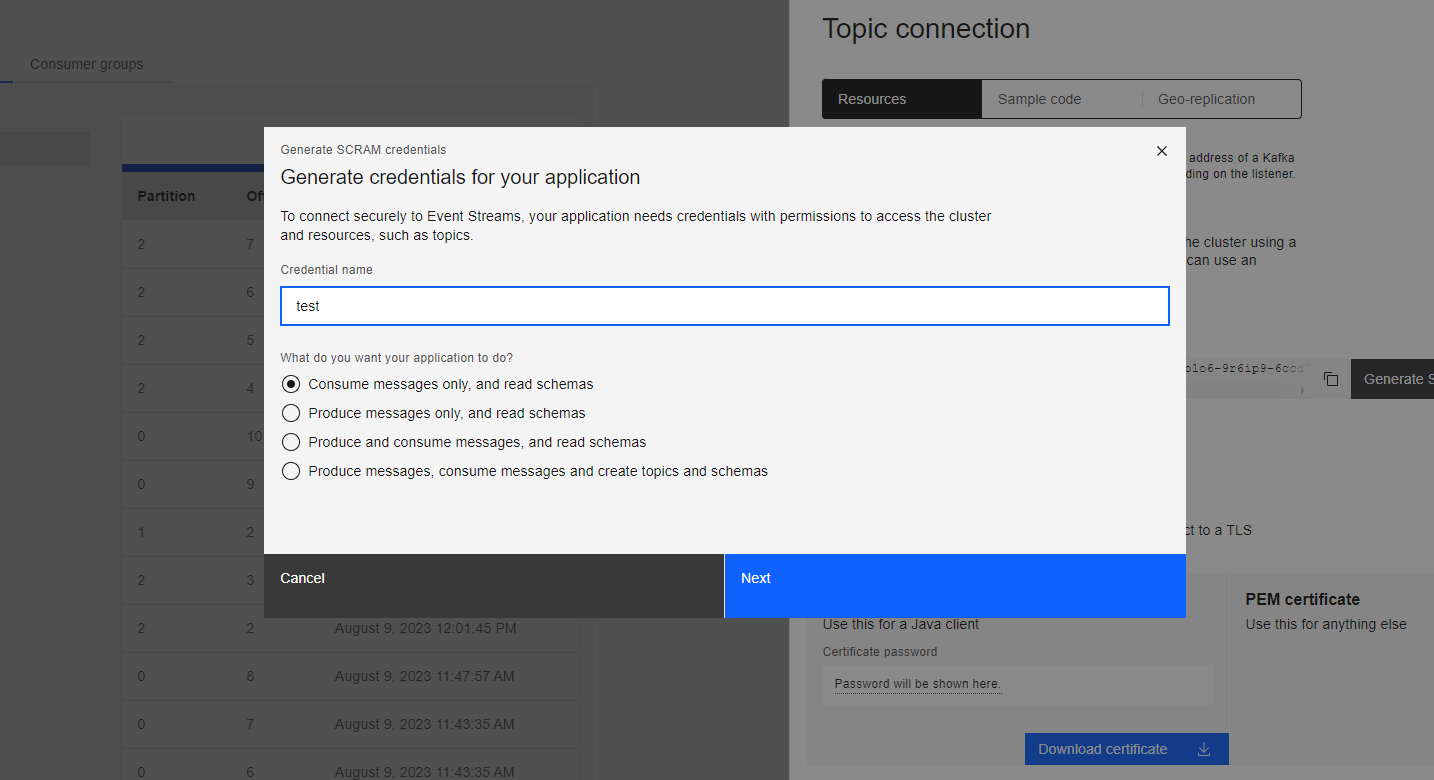 Topic connection
Consumer groups
Resources
Sample code
Geo-replication
Generate SCRAM credentials
Generate credentials for your application
To connect securely to Event Streams, your application needs credentials with permissions to access the cluster
and resources, such as topics.
Credential name
test
What do you want your application to do?
Consume messages only, and read schemas
Produce messages only, and read schemas
Produce and consume messages, and read schemas
Produce messages, consume messages and create topics and schemas
Cancel
Next
address of a Kafka
ding on the listener.
he cluster using a
can use an
Generate S
ct to a TLS
Partition
2 7
2 6
2 5
2 4
0 10
0 9
1 2
2 3
2 2 August 9, 2023 12:01:45 PM
0 8 August 9, 2023 11:47:57 AM
0 7 August 9, 2023 11:43:35 AM
0 6 August 9, 2023 11:43:35 AM
Use this for a Java client
Certificate password
Password will be shown here.
Download certificate
PEM certificate
Use this for anything else